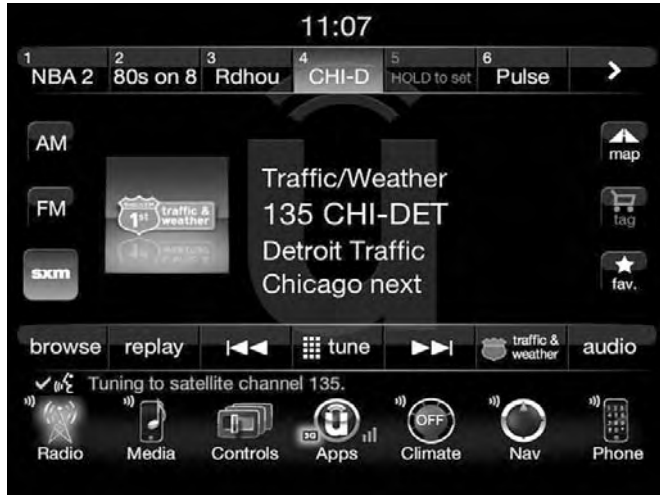 11:07
1 NBA 2
2 80s on 8
3 Rdhou
4 CHI-D
5 HOLD to set
6 Pulse
AM
FM
sxm
1st traffic & weather
Traffic/Weather
135 CHI-DET
Detroit Traffic
Chicago next
map
tag
fav.
browse
replay
tune
traffic & weather
audio
Tuning to satellite channel 135.
Radio
Media
Controls
3G
Apps
OFF
Climate
Nav
Phone